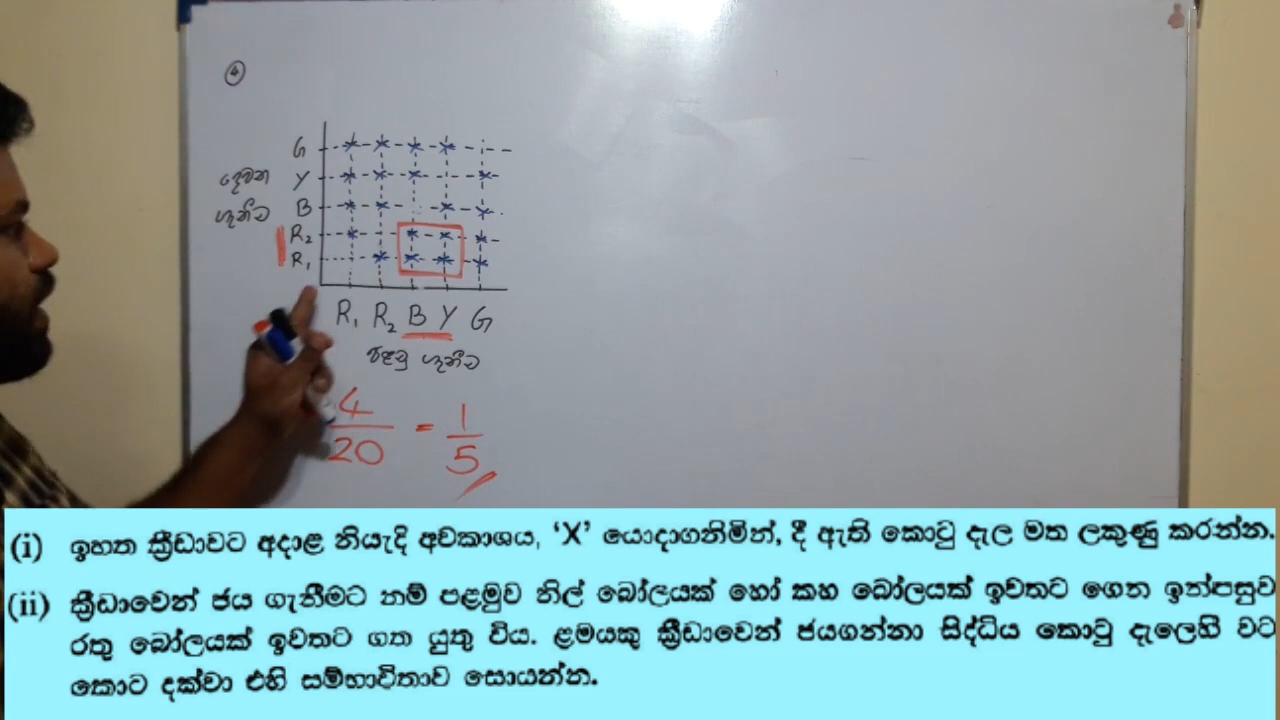 4
G
දෙවන Y
ගැනීම B
R₂
R₁
R₁ R₂ B Y G
පළමු ගැනීම
4/20 = 1/5
(i) ඉහත ක්‍රීඩාවට අදාළ නියැදි අවකාශය, ‘X’ යොදාගනිමින්, දී ඇති කොටු දැල මත ලකුණු කරන්න.
(ii) ක්‍රීඩාවෙන් ජය ගැනීමට නම් පළමුව නිල් බෝලයක් හෝ කහ බෝලයක් ඉවතට ගෙන ඉන්පසුව
රතු බෝලයක් ඉවතට ගත යුතු විය. ළමයකු ක්‍රීඩාවෙන් ජයගන්නා සිද්ධිය කොටු දැලෙහි වට
කොට දක්වා එහි සම්භාවිතාව සොයන්න.